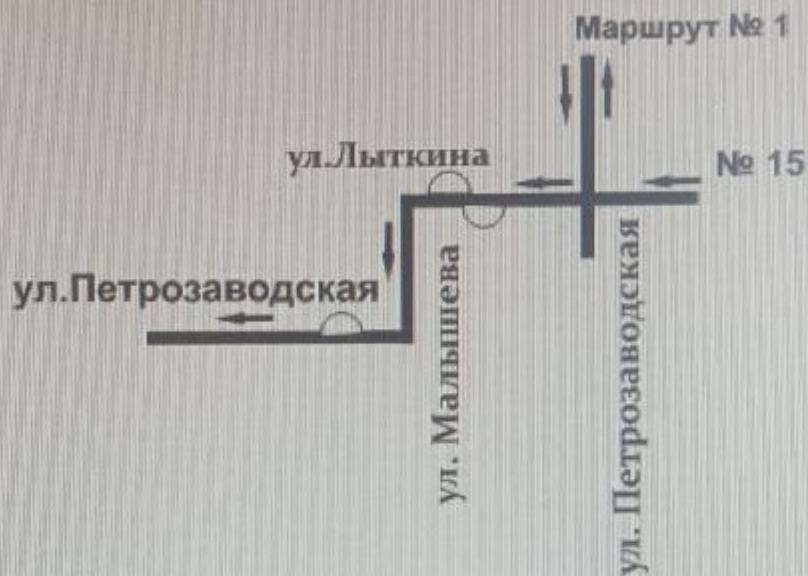 Маршрут № 1
ул.Лыткина
№ 15
ул.Петрозаводская
ул. Малышева
ул. Петрозаводская